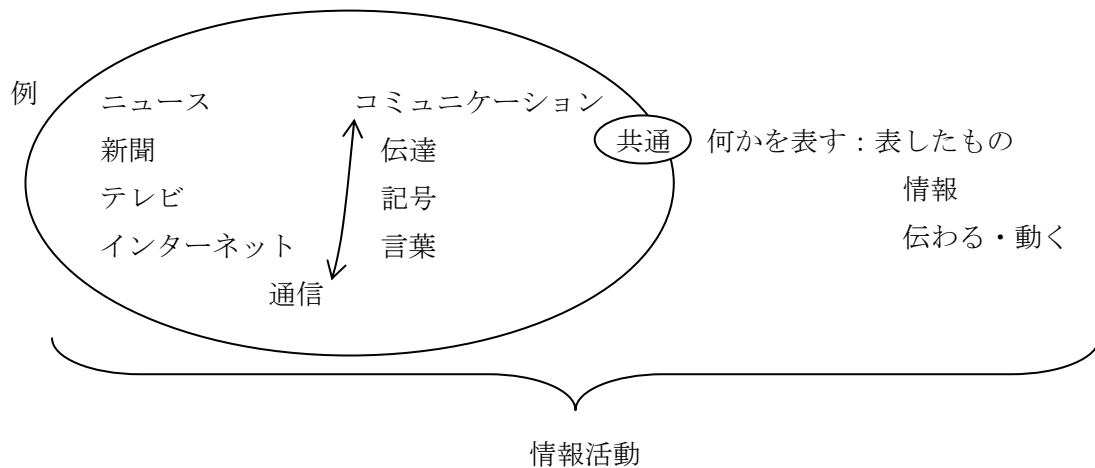 例
ニュース
新聞
テレビ
インターネット
通信
コミュニケーション
伝達
記号
言葉
共通
何かを表す：表したもの
情報
伝わる・動く
情報活動